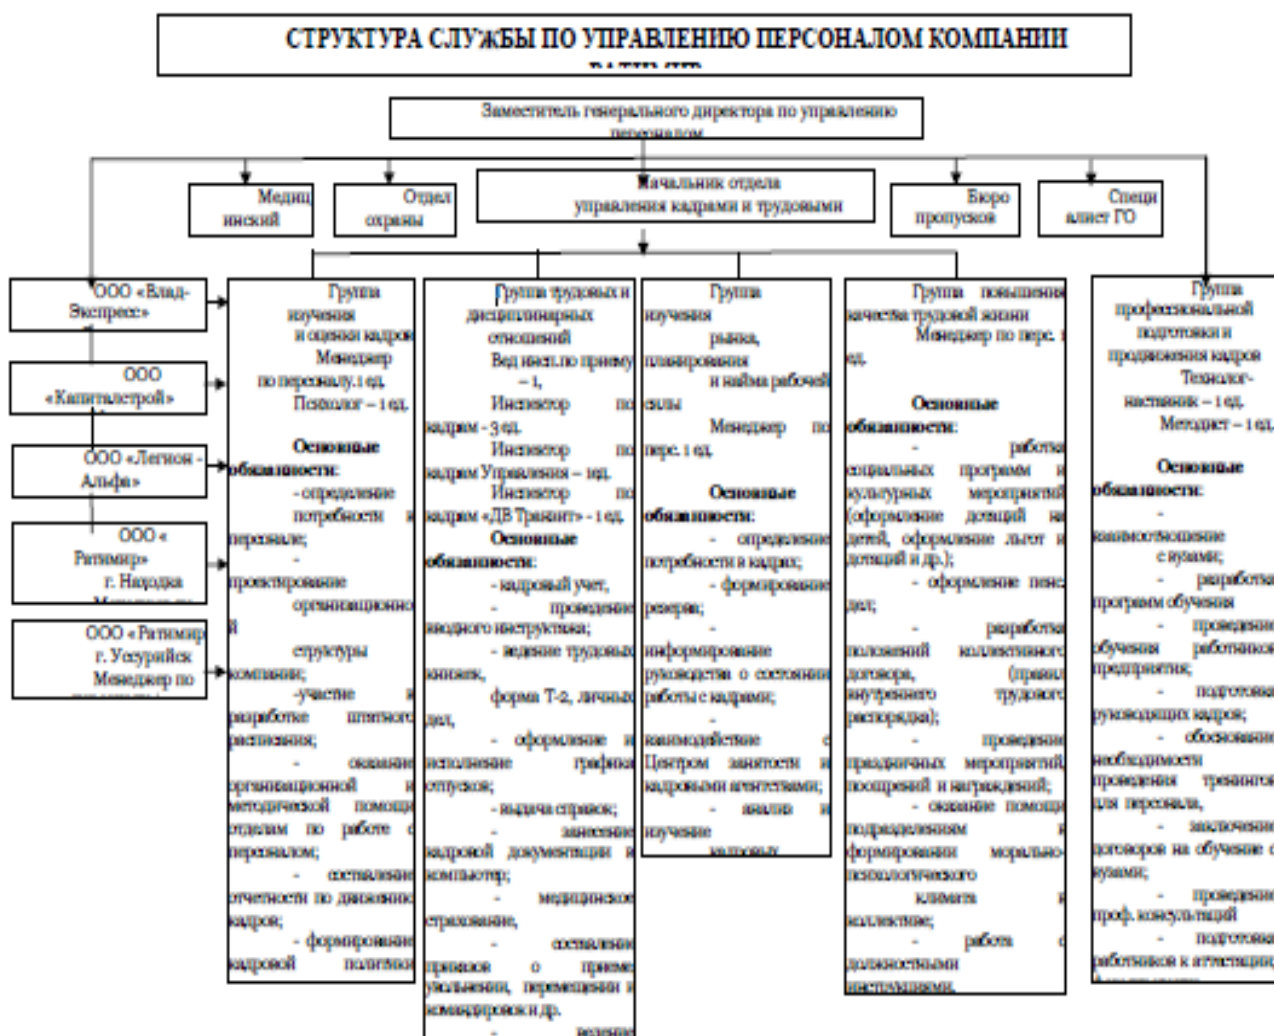 СТРУКТУРА СЛУЖБЫ ПО УПРАВЛЕНИЮ ПЕРСОНАЛОМ КОМПАНИИ
РАТИМИР
Заместитель генерального директора по управлению
персоналом
Медиц
инский
Отдел
охраны
Начальник отдела
управления кадрами и трудовыми
Бюро
пропусков
Специ
алист ГО
ООО «Влад-
Экспресс»
ООО
«Капиталстрой»
ООО «Легион -
Альфа»
ООО «
Ратимир»
г. Находка
ООО «Ратимир
г. Уссурийск
Менеджер по
Группа
изучения
и оценки кадров
Менеджер
по персоналу.1 ед.
Психолог – 1 ед.
Основные
обязанности:
- определение
потребности в
персонале;
-
проектирование
организационно
й
структуры
компании;
-участие в
разработке штатного
расписания;
- оказание
организационной и
методической помощи
отделам по работе с
персоналом;
- составление
отчетности по движению
кадров;
- формирование
кадровой политики
Группа трудовых и
дисциплинарных
отношений
Вед инсп.по приему
– 1,
Инспектор по
кадрам - 3 ед.
Инспектор по
кадрам Управления – 1ед.
Инспектор по
кадрам «ДВ Транзит» - 1 ед.
Основные
обязанности:
- кадровый учет,
- проведение
вводного инструктажа;
- ведение трудовых
книжек,
форма Т-2, личных
дел,
- оформление и
исполнение графика
отпусков;
- выдача справок;
- занесение
кадровой документации в
компьютер;
- медицинское
страхование,
- составление
приказов о приеме
увольнении, перемещении и
командировок и др.
- ведение
Группа
изучения
рынка,
планирования
и найма рабочей
силы
Менеджер по
перс. 1 ед.
Основные
обязанности:
- определение
потребности в кадрах;
- формирование
резерва;
-
информирование
руководства о состоянии
работы с кадрами;
-
взаимодействие с
Центром занятости и
кадровыми агентствами;
- анализ и
изучение
кадровых
Группа повышения
качества трудовой жизни
Менеджер по перс. 1
ед.
Основные
обязанности:
- работка
социальных программ и
культурных мероприятий
(оформление дотаций на
детей, оформление льгот и
дотаций и др.);
- оформление пенс.
дел;
- разработка
положений коллективного
договора, (правил
внутреннего трудового
распорядка);
- проведение
праздничных мероприятий,
поощрений и награждений;
- оказание помощи
подразделениям в
формировании морально-
психологического
климата в
коллективе;
- работа с
должностными
инструкциями.
Группа
профессиональной
подготовки и
продвижения кадров
Технолог-
наставник – 1 ед.
Методист – 1 ед.
Основные
обязанности:
-
взаимоотношение
с вузами;
- разработка
программ обучения
- проведение
обучения работников
предприятия;
- подготовка
руководящих кадров;
- обоснование
необходимости
проведения тренингов
для персонала,
- заключение
договоров на обучение с
вузами;
- проведение
проф. консультаций
- подготовка
работников к аттестации,